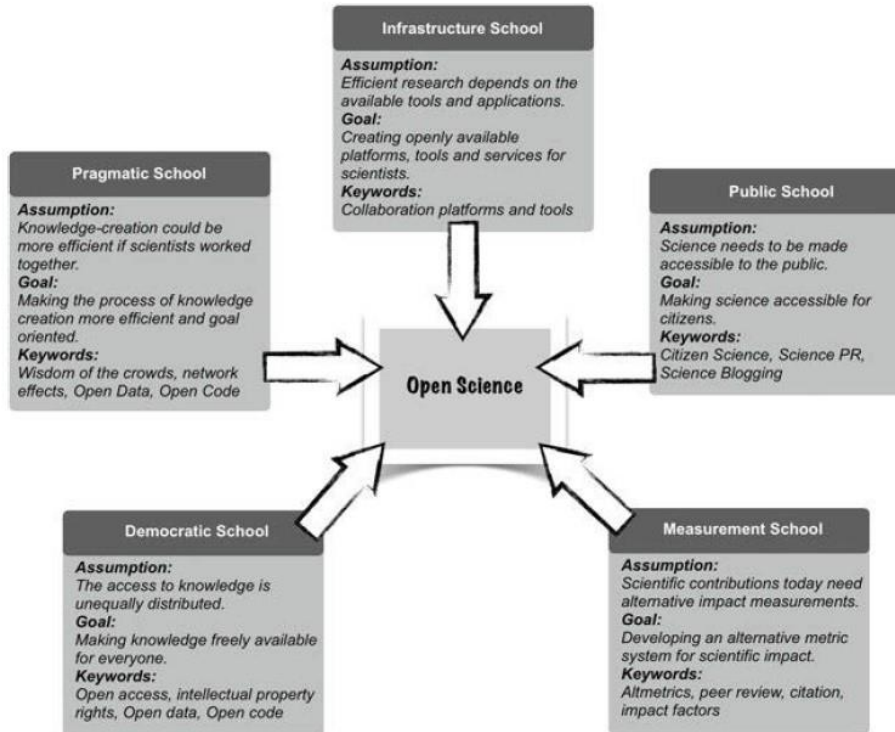 Infrastructure School
Assumption:
Efficient research depends on the
available tools and applications.
Goal:
Creating openly available
platforms, tools and services for
scientists.
Keywords:
Collaboration platforms and tools
Pragmatic School
Assumption:
Knowledge-creation could be
more efficient if scientists worked
together.
Goal:
Making the process of knowledge
creation more efficient and goal
oriented.
Keywords:
Wisdom of the crowds, network
effects, Open Data, Open Code
Public School
Assumption:
Science needs to be made
accessible to the public.
Goal:
Making science accessible for
citizens.
Keywords:
Citizen Science, Science PR,
Science Blogging
Open Science
Democratic School
Assumption:
The access to knowledge is
unequally distributed.
Goal:
Making knowledge freely available
for everyone.
Keywords:
Open access, intellectual property
rights, Open data, Open code
Measurement School
Assumption:
Scientific contributions today need
alternative impact measurements.
Goal:
Developing an alternative metric
system for scientific impact.
Keywords:
Altmetrics, peer review, citation,
impact factors